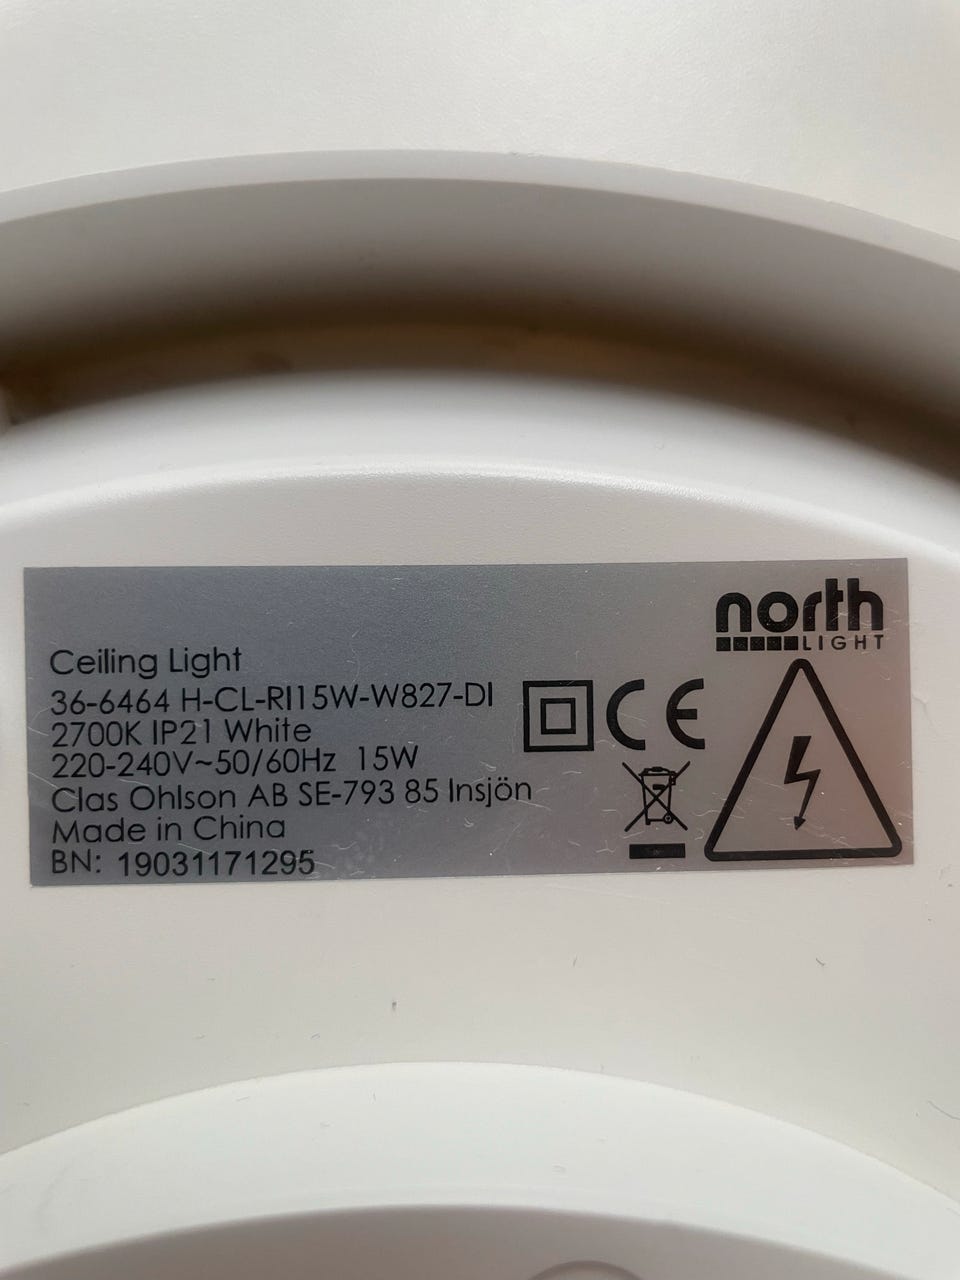 north
LIGHT
Ceiling Light
36-6464 H-CL-RI15W-W827-DI
2700K IP21 White
220-240V~50/60Hz 15W
Clas Ohlson AB SE-793 85 Insjön
Made in China
BN: 19031171295
CE